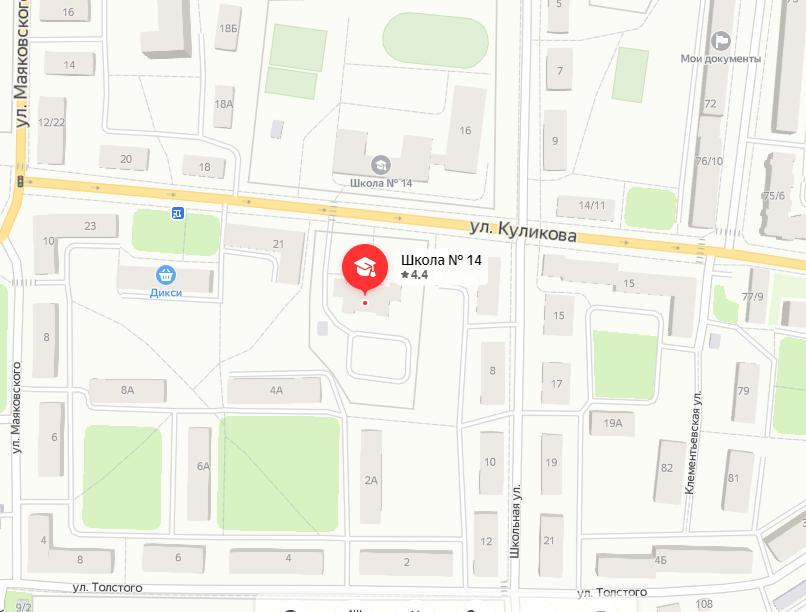 5
16
18Б
ул. Маяковского
14
Мои документы
7
72
18А
12/22
16
9
20
18
Школа № 14
76/10
75/6
14/11
23
10
21
ул. Куликова
Школа № 14
4.4
15
77/9
Дикси
15
8
8
17
79
8А
4А
ул. Маяковского
19А
Клементьевская ул.
6
6А
2А
10
19
82
81
Школьная ул.
4
12
21
8
6
4
2
4Б
ул. Толстого
ул. Толстого
9/2
108